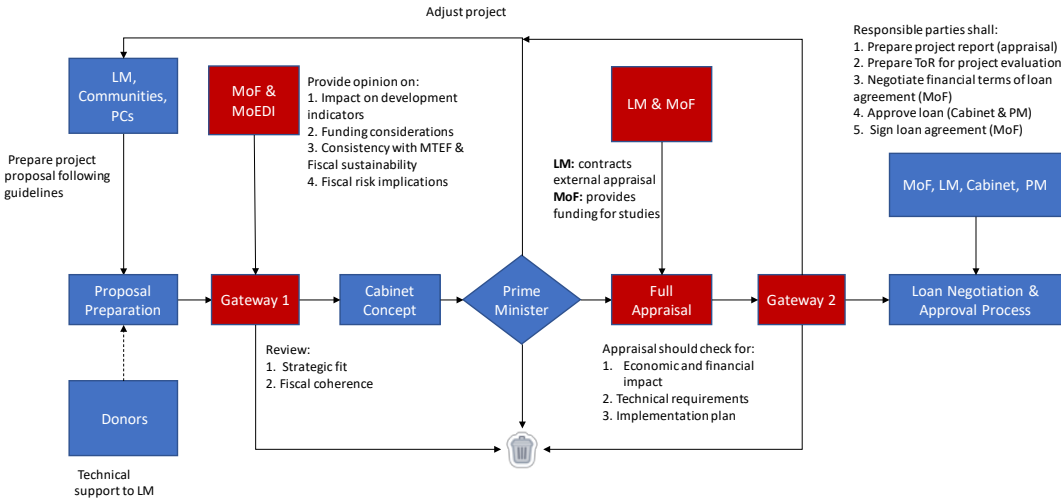 Adjust project
Responsible parties shall:
1. Prepare project report (appraisal)
2. Prepare ToR for project evaluation
3. Negotiate financial terms of loan
agreement (MoF)
4. Approve loan (Cabinet & PM)
5. Sign loan agreement (MoF)
LM,
Communities,
PCs
MoF &
MoEDI
Provide opinion on:
1. Impact on development
indicators
2. Funding considerations
3. Consistency with MTEF &
Fiscal sustainability
4. Fiscal risk implications
LM & MoF
Prepare project
proposal following
guidelines
LM: contracts
external appraisal
MoF: provides
funding for studies
MoF, LM, Cabinet, PM
Proposal
Preparation
Gateway 1
Cabinet
Concept
Prime
Minister
Full
Appraisal
Gateway 2
Loan Negotiation &
Approval Process
Review:
1. Strategic fit
2. Fiscal coherence
Appraisal should check for:
1. Economic and financial
impact
2. Technical requirements
3. Implementation plan
Donors
Technical
support to LM